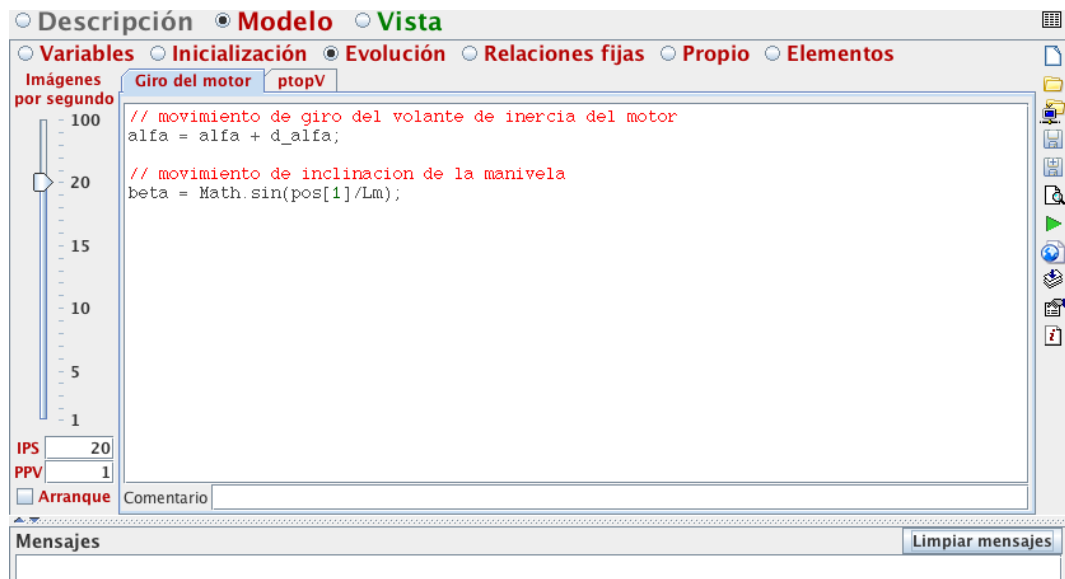 Descripción Modelo Vista
Variables Inicialización Evolución Relaciones fijas Propio Elementos
Imágenes por segundo
Giro del motor ptopV
100
20
15
10
5
1
// movimiento de giro del volante de inercia del motor
alfa = alfa + d_alfa;
// movimiento de inclinacion de la manivela
beta = Math.sin(pos[1]/Lm);
IPS 20
PPV 1
Arranque
Comentario
Mensajes Limpiar mensajes